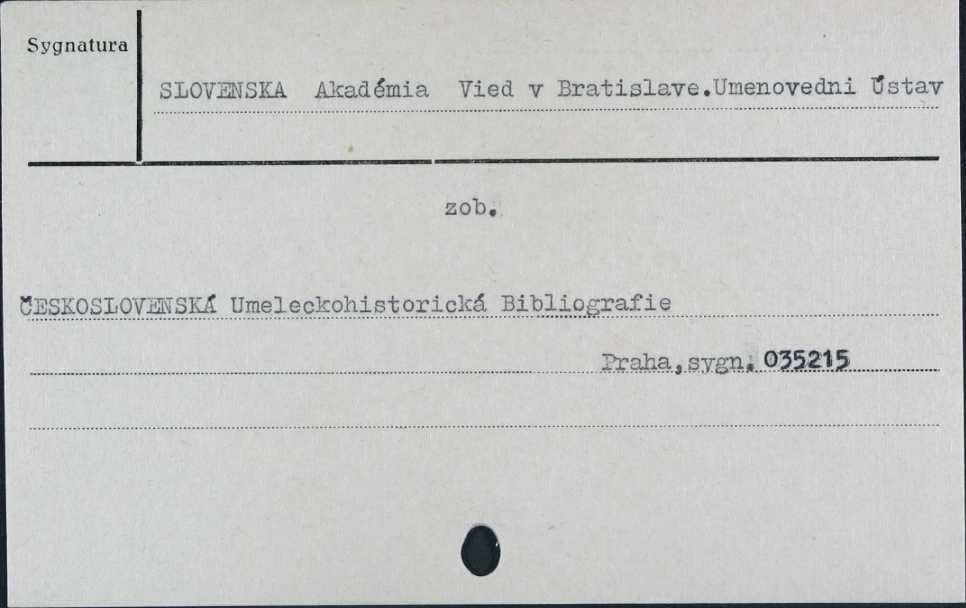 Sygnatura
SLOVENSKA Akadémia Vied v Bratislave.Umenovedni Ústav
zob.
ČESKOSLOVENSKÁ Umeleckohistorická Bibliografie
Praha,sygn. 035215